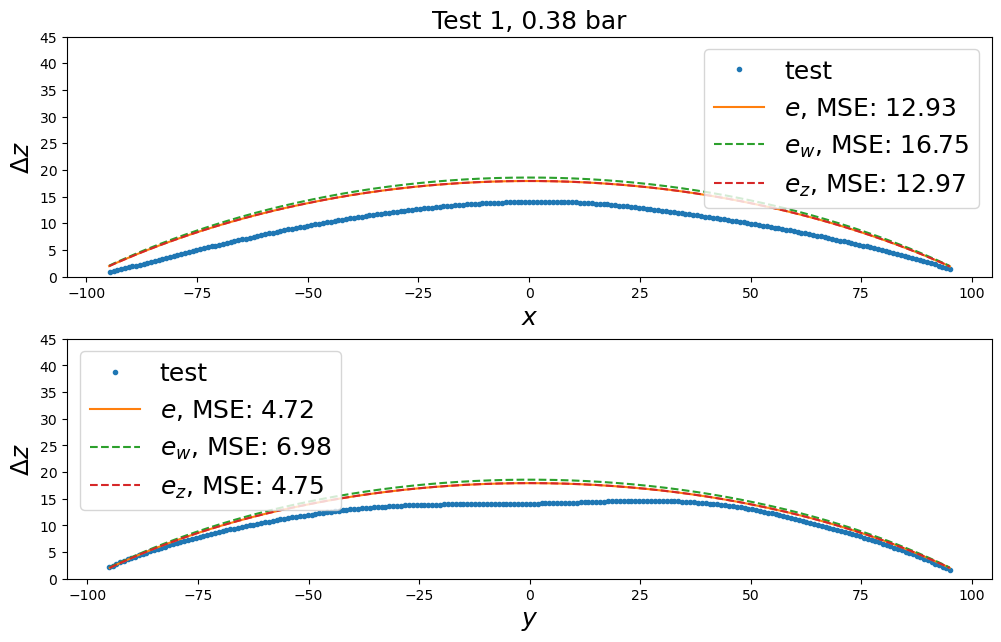 Test 1, 0.38 bar
45
40
35
30
25
20
15
10
5
0
Δz
test
e, MSE: 12.93
e_w, MSE: 16.75
e_z, MSE: 12.97
−100 −75 −50 −25 0 25 50 75 100
x
45
40
35
30
25
20
15
10
5
0
Δz
test
e, MSE: 4.72
e_w, MSE: 6.98
e_z, MSE: 4.75
−100 −75 −50 −25 0 25 50 75 100
y